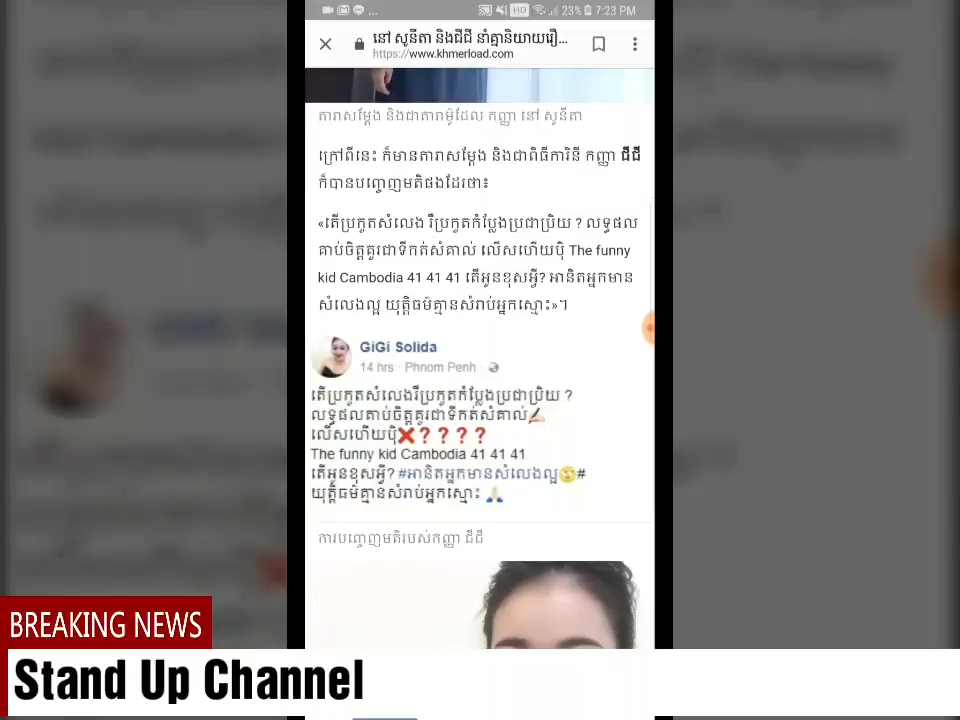 ... HD 23% 7:23 PM
នៅ សូនីតា និងជីជី នាំគ្នានិយាយរឿ...
https://www.khmerload.com
តារាសម្ដែង និងជាតារាម៉ូដែល កញ្ញា នៅ សូនីតា
ក្រៅពីនេះ ក៏មានតារាសម្ដែង និងជាពិធីការិនី កញ្ញា ជីជី
ក៏បានបញ្ចេញមតិផងដែរថា៖
«តើប្រកួតសំលេង រឺប្រកួតកំប្លែងប្រជាប្រិយ ? លទ្ធផល
គាប់ចិត្តគួរជាទីកត់សំគាល់ លើសហើយប៉ិ The funny
kid Cambodia 41 41 41 តើអូនខុសអ្វី? អានិតអ្នកមាន
សំលេងល្អ យុត្តិធម៌គ្មានសំរាប់អ្នកស្មោះ»។
GiGi Solida
14 hrs · Phnom Penh ·
តើប្រកួតសំលេងរឺប្រកួតកំប្លែងប្រជាប្រិយ ?
លទ្ធផលគាប់ចិត្តគួរជាទីកត់សំគាល់✍🏻
លើសហើយប៉ិ❌❓❓❓❓
The funny kid Cambodia 41 41 41
តើអូនខុសអ្វី? #អានិតអ្នកមានសំលេងល្អ🙄#
យុត្តិធម៌គ្មានសំរាប់អ្នកស្មោះ 🙏🏻
ការបញ្ចេញមតិរបស់កញ្ញា ជីជី
BREAKING NEWS
Stand Up Channel